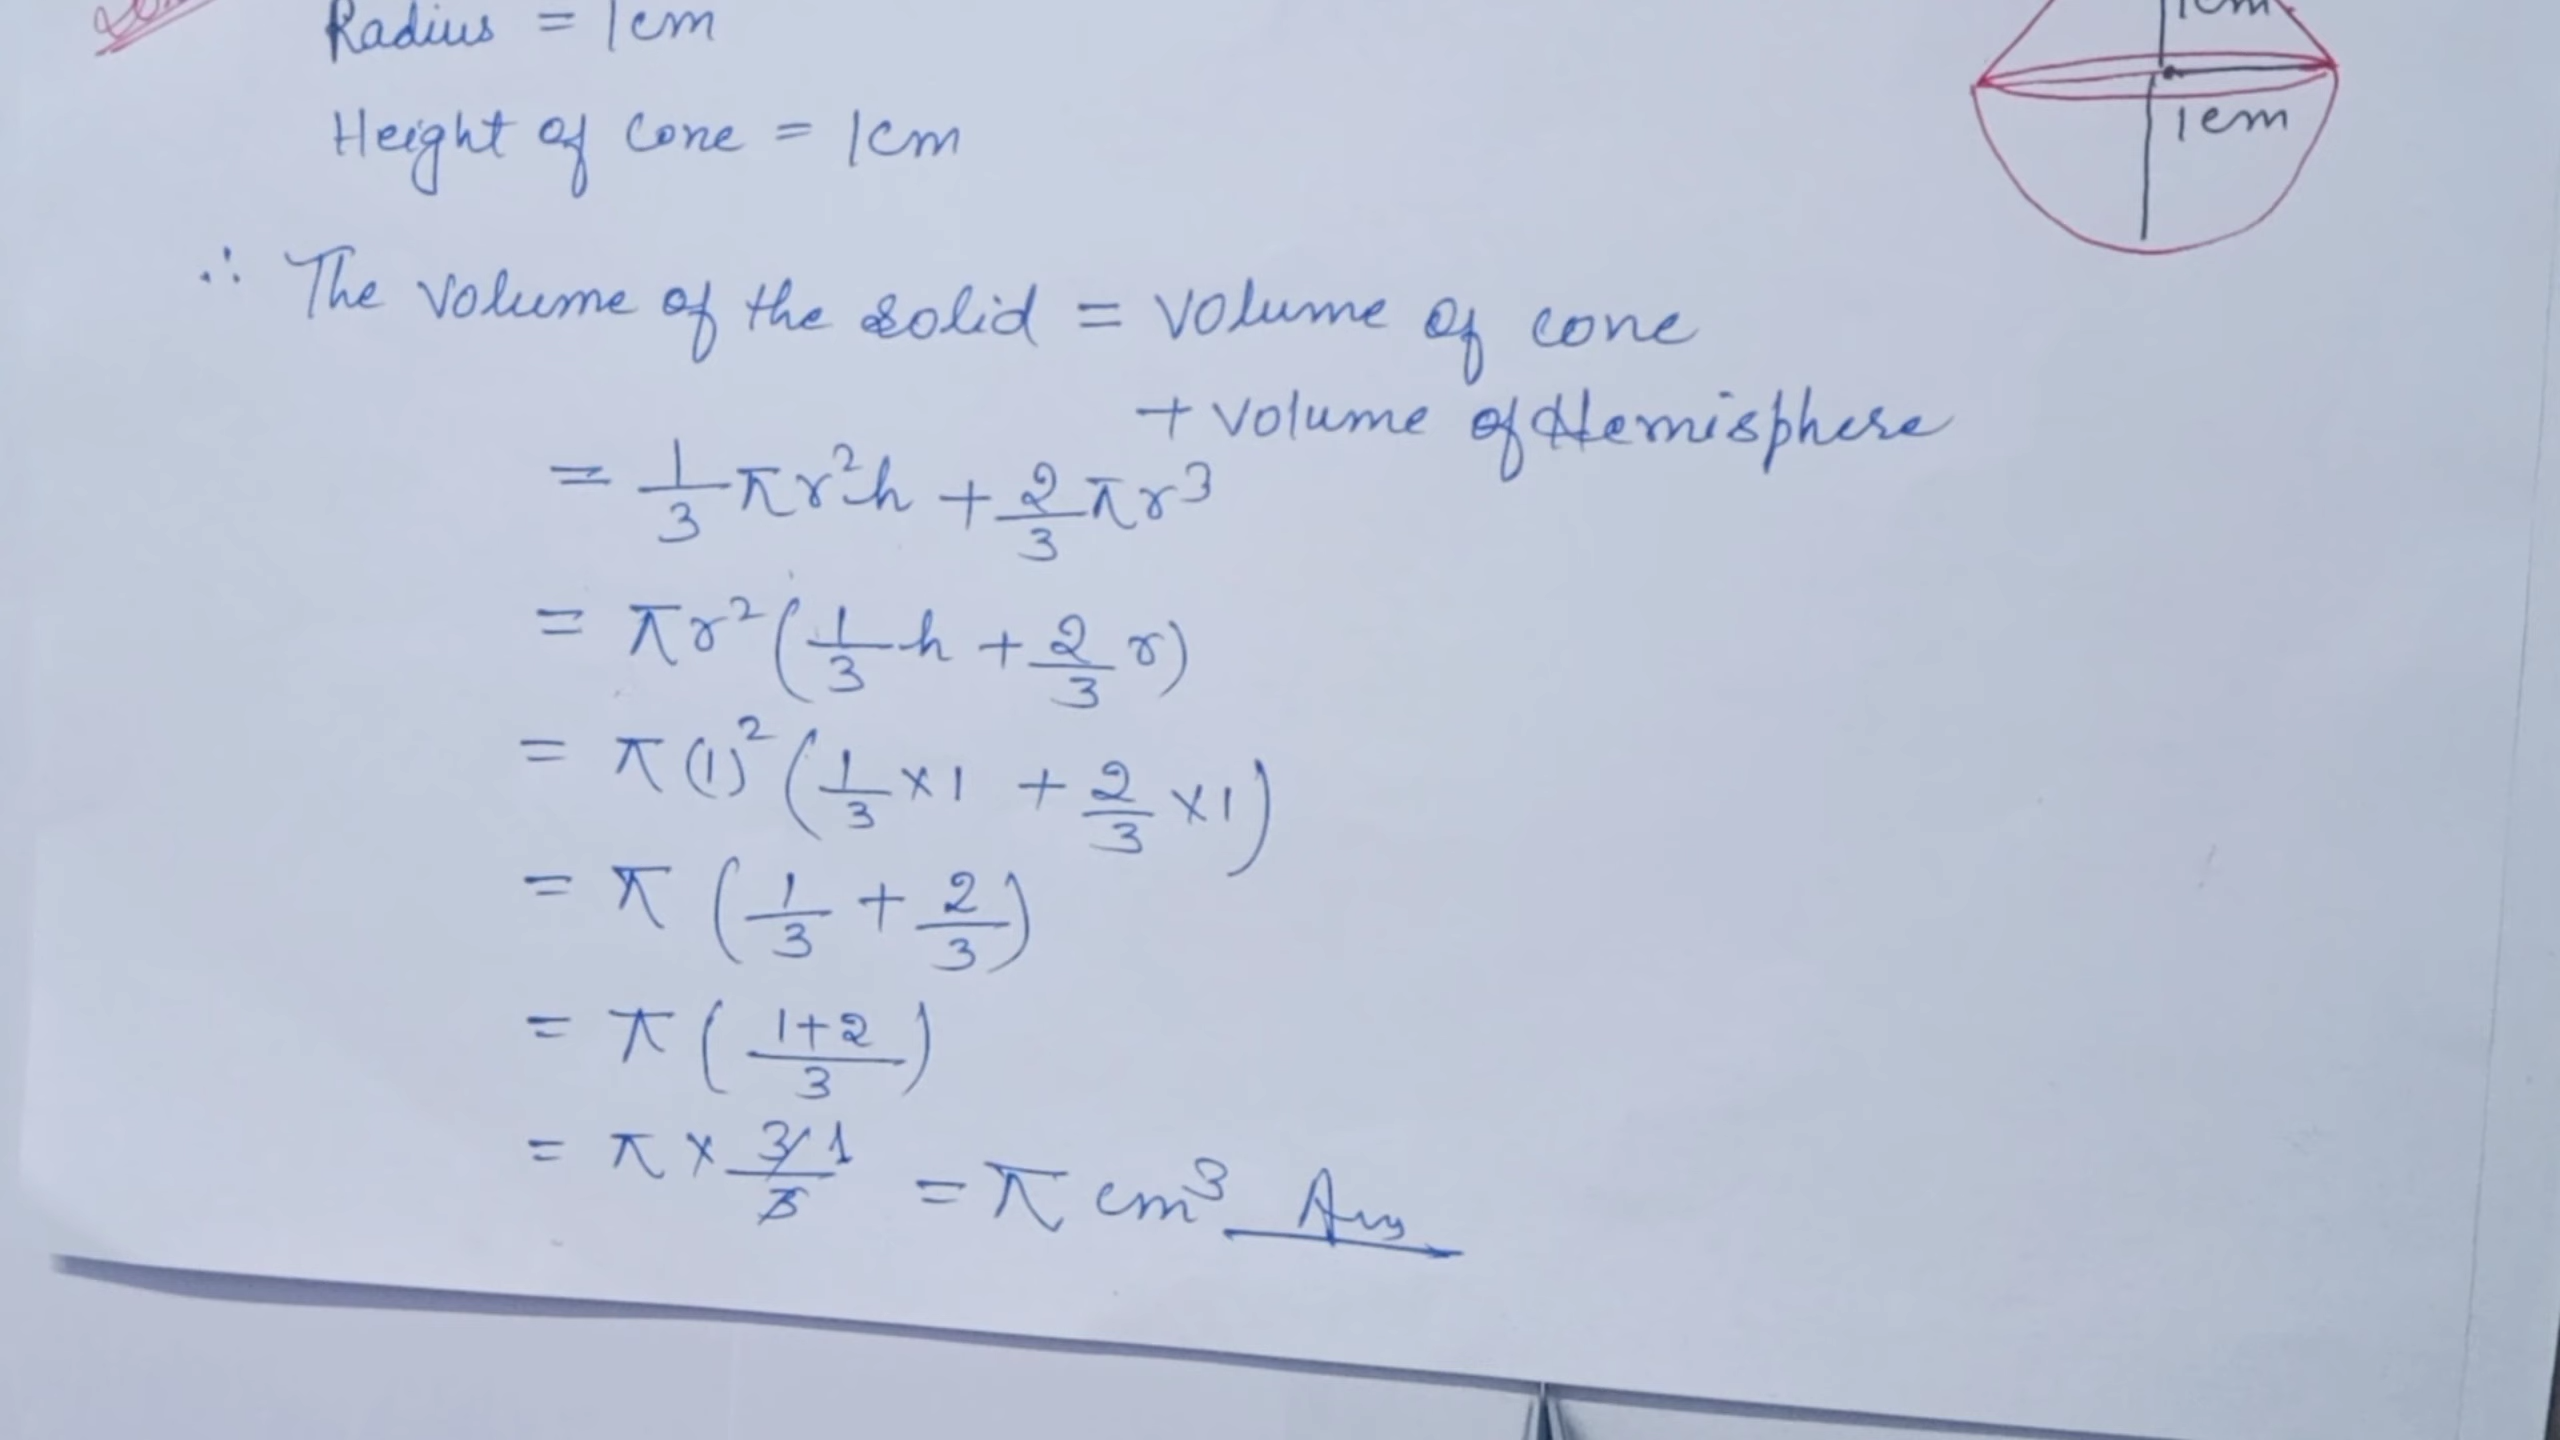 Radius = 1cm
1cm
Height of Cone = 1cm
1cm
∴ The volume of the solid = volume of cone
+ volume of Hemisphere
= 1/3 πr²h + 2/3 πr³
= πr² (1/3 h + 2/3 r)
= π(1)² (1/3 × 1 + 2/3 × 1)
= π (1/3 + 2/3)
= π (1+2/3)
= π × 3/3 1 = π cm³ Ans